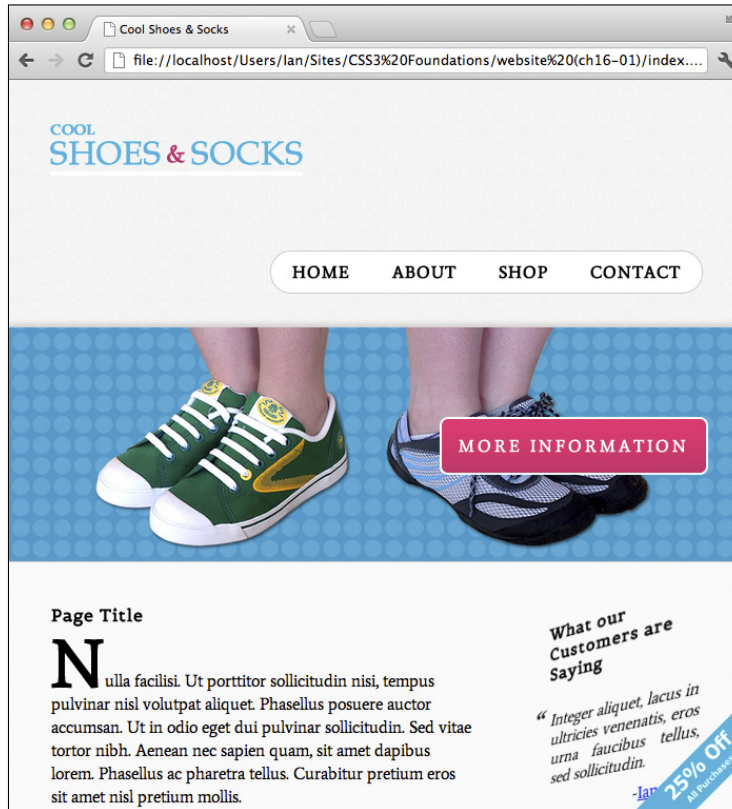 Cool Shoes & Socks
file://localhost/Users/Ian/Sites/CSS3%20Foundations/website%20(ch16-01)/index....
COOL
SHOES & SOCKS
HOME ABOUT SHOP CONTACT
MORE INFORMATION
Page Title
Nulla facilisi. Ut porttitor sollicitudin nisi, tempus
pulvinar nisl volutpat aliquet. Phasellus posuere auctor
accumsan. Ut in odio eget dui pulvinar sollicitudin. Sed vitae
tortor nibh. Aenean nec sapien quam, sit amet dapibus
lorem. Phasellus ac pharetra tellus. Curabitur pretium eros
sit amet nisl pretium mollis.
What our
Customers are
Saying
“ Integer aliquet, lacus in
ultricies venenatis, eros
urna faucibus tellus,
sed sollicitudin.
25% Off
All Purchases